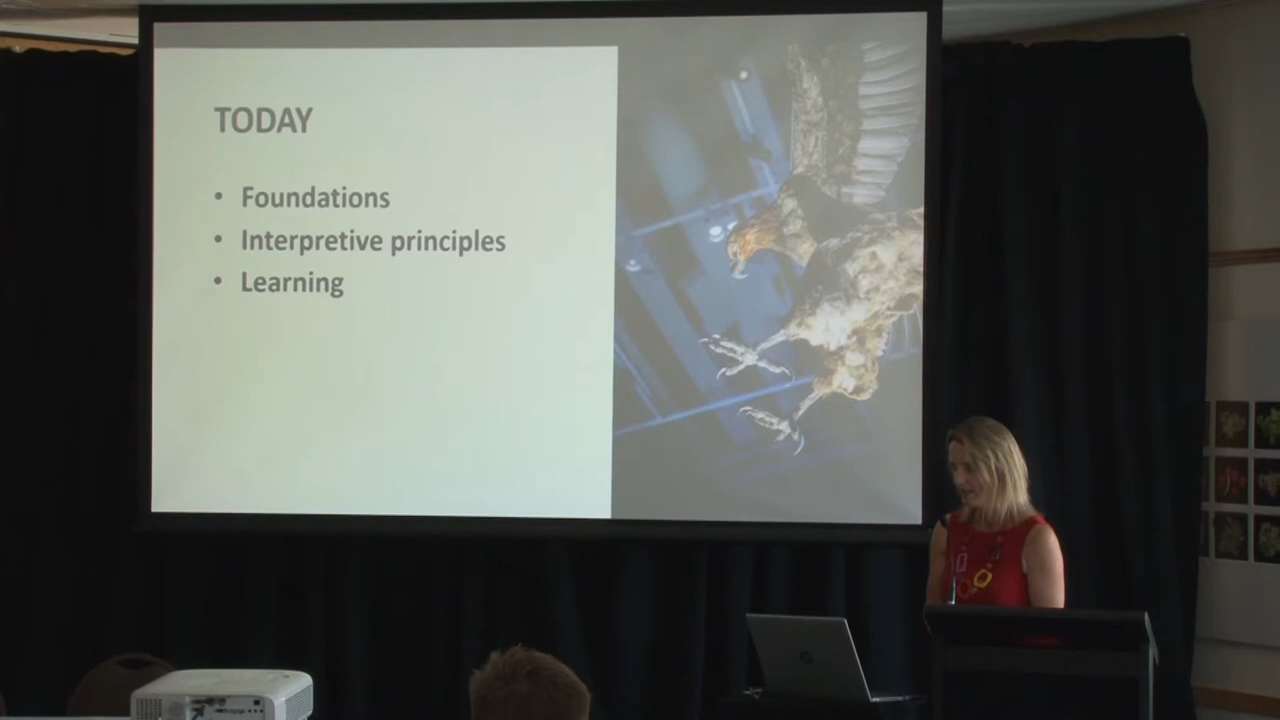 TODAY
• Foundations
• Interpretive principles
• Learning